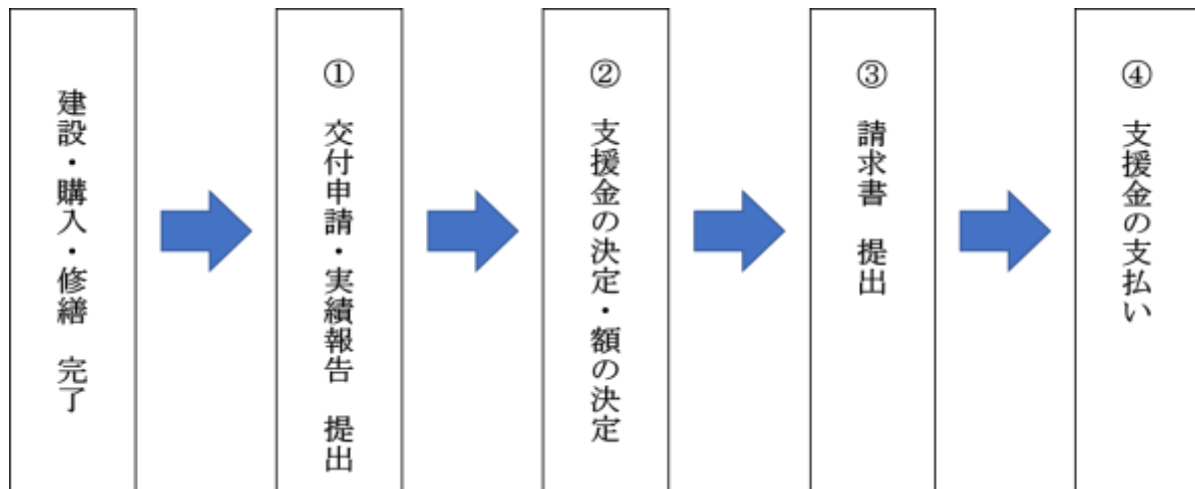 建設・購入・修繕　完了
①　交付申請・実績報告　提出
②　支援金の決定・額の決定
③　請求書　提出
④　支援金の支払い